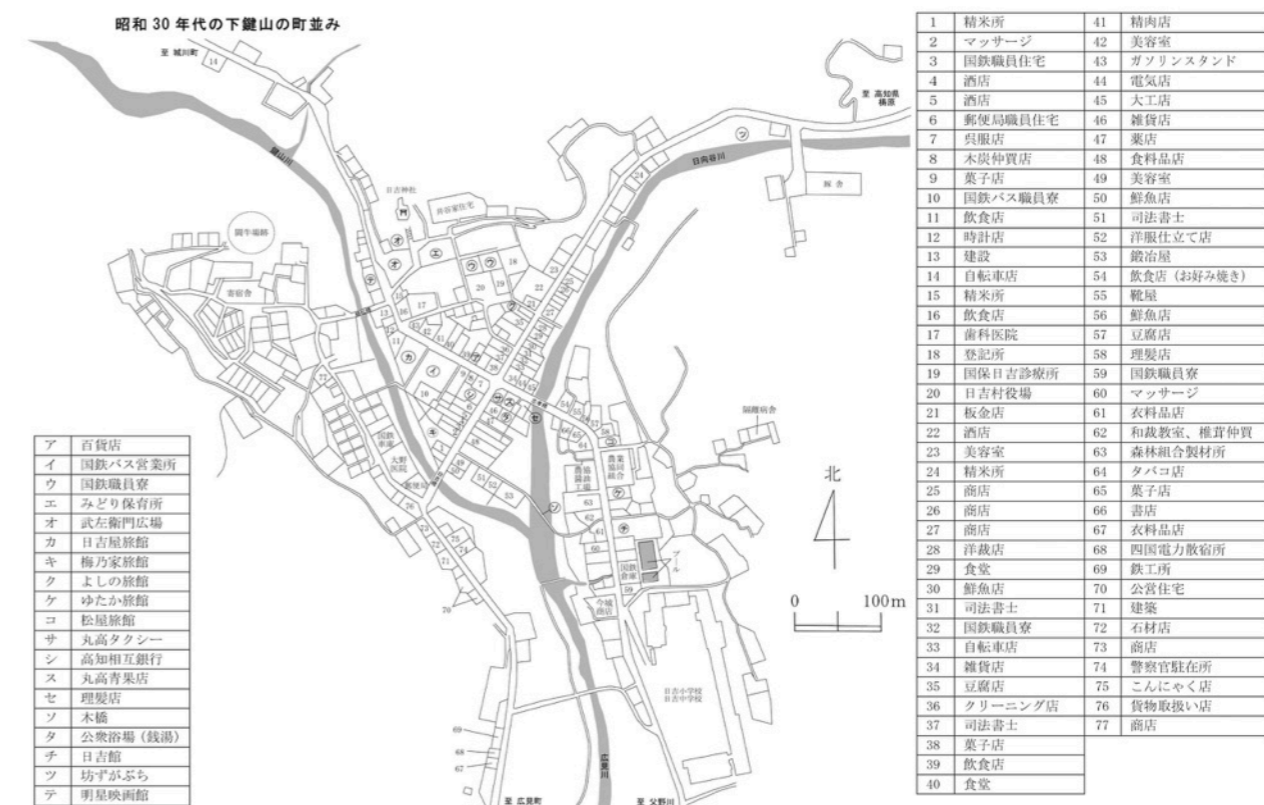 昭和 30 年代の下鍵山の町並み
至 城川町
14
至 高知県
檮原
鍵山川
日向谷川
日吉神社
井谷家住宅
豚舎
闘牛場跡
寄宿舎
国鉄
車庫
大野
医院
郵便局
隔離病舎
農業
協同
組合
農協
醤油
工場
プール
国鉄
倉庫
今城
商店
日吉小学校
日吉中学校
広見川
至 広見町
至 父野川
北
0 100m
ア 百貨店
イ 国鉄バス営業所
ウ 国鉄職員寮
エ みどり保育所
オ 武左衛門広場
カ 日吉屋旅館
キ 梅乃家旅館
ク よしの旅館
ケ ゆたか旅館
コ 松屋旅館
サ 丸高タクシー
シ 高知相互銀行
ス 丸高青果店
セ 理髪店
ソ 木橋
タ 公衆浴場（銭湯）
チ 日吉館
ツ 坊ずがぶち
テ 明星映画館
1 精米所
2 マッサージ
3 国鉄職員住宅
4 酒店
5 酒店
6 郵便局職員住宅
7 呉服店
8 木炭仲買店
9 菓子店
10 国鉄バス職員寮
11 飲食店
12 時計店
13 建設
14 自転車店
15 精米所
16 飲食店
17 歯科医院
18 登記所
19 国保日吉診療所
20 日吉村役場
21 板金店
22 酒店
23 美容室
24 精米所
25 商店
26 商店
27 商店
28 洋裁店
29 食堂
30 鮮魚店
31 司法書士
32 国鉄職員寮
33 自転車店
34 雑貨店
35 豆腐店
36 クリーニング店
37 司法書士
38 菓子店
39 飲食店
40 食堂
41 精肉店
42 美容室
43 ガソリンスタンド
44 電気店
45 大工店
46 雑貨店
47 薬店
48 食料品店
49 美容室
50 鮮魚店
51 司法書士
52 洋服仕立て店
53 鍛冶屋
54 飲食店（お好み焼き）
55 靴屋
56 鮮魚店
57 豆腐店
58 理髪店
59 国鉄職員寮
60 マッサージ
61 衣料品店
62 和裁教室、椎茸仲買
63 森林組合製材所
64 タバコ店
65 菓子店
66 書店
67 衣料品店
68 四国電力散宿所
69 鉄工所
70 公営住宅
71 建築
72 石材店
73 商店
74 警察官駐在所
75 こんにゃく店
76 貨物取扱い店
77 商店